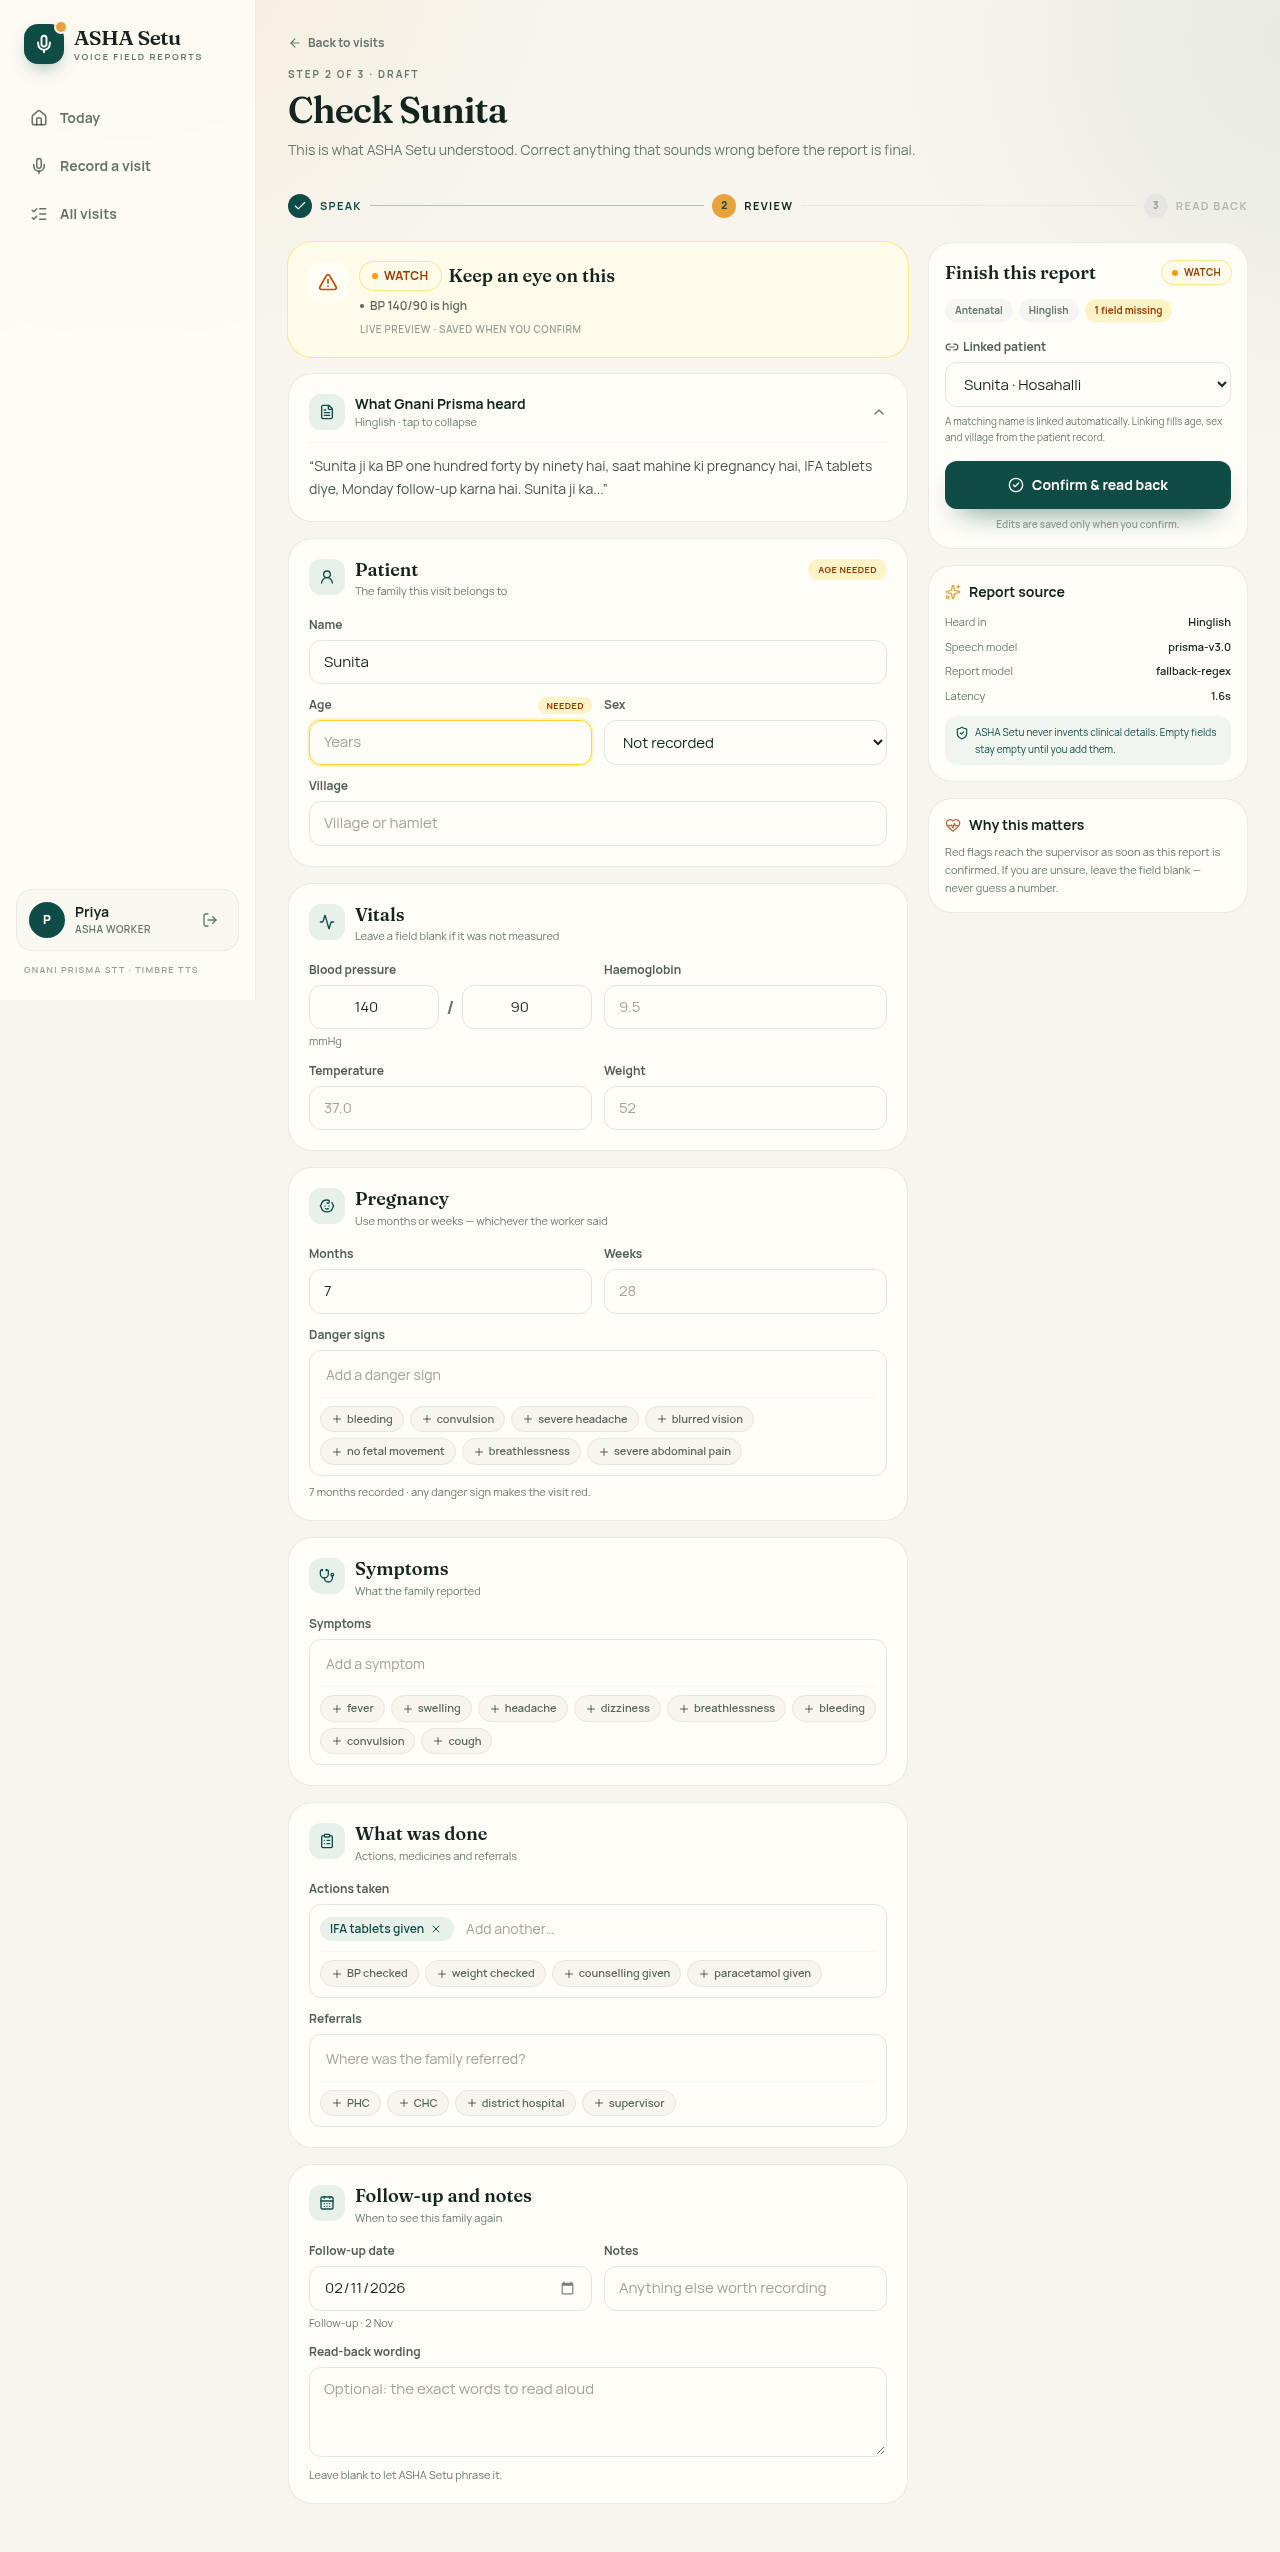 ASHA Setu
VOICE FIELD REPORTS
Today
Record a visit
All visits
Priya
P
ASHA WORKER
GNANI PRISMA STT · TIMBRE TTS
Back to visits
STEP 2 OF 3 · DRAFT
Check Sunita
This is what ASHA Setu understood. Correct anything that sounds wrong before the report is final.
SPEAK
2 REVIEW
3 READ BACK
WATCH Keep an eye on this
• BP 140/90 is high
LIVE PREVIEW · SAVED WHEN YOU CONFIRM
What Gnani Prisma heard
Hinglish · tap to collapse
“Sunita ji ka BP one hundred forty by ninety hai, saat mahine ki pregnancy hai, IFA tablets
diye, Monday follow-up karna hai. Sunita ji ka...”
Patient
AGE NEEDED
The family this visit belongs to
Name
Sunita
Age NEEDED Sex
Years Not recorded
Village
Village or hamlet
Vitals
Leave a field blank if it was not measured
Blood pressure Haemoglobin
140 / 90 9.5
mmHg
Temperature Weight
37.0 52
Pregnancy
Use months or weeks — whichever the worker said
Months Weeks
7 28
Danger signs
Add a danger sign
+ bleeding + convulsion + severe headache + blurred vision
+ no fetal movement + breathlessness + severe abdominal pain
7 months recorded · any danger sign makes the visit red.
Symptoms
What the family reported
Symptoms
Add a symptom
+ fever + swelling + headache + dizziness + breathlessness + bleeding
+ convulsion + cough
What was done
Actions, medicines and referrals
Actions taken
IFA tablets given × Add another...
+ BP checked + weight checked + counselling given + paracetamol given
Referrals
Where was the family referred?
+ PHC + CHC + district hospital + supervisor
Follow-up and notes
When to see this family again
Follow-up date Notes
02/11/2026 Anything else worth recording
Follow-up · 2 Nov
Read-back wording
Optional: the exact words to read aloud
Leave blank to let ASHA Setu phrase it.
Finish this report WATCH
Antenatal Hinglish 1 field missing
Linked patient
Sunita · Hosahalli
A matching name is linked automatically. Linking fills age, sex
and village from the patient record.
Confirm & read back
Edits are saved only when you confirm.
Report source
Heard in Hinglish
Speech model prisma-v3.0
Report model fallback-regex
Latency 1.6s
ASHA Setu never invents clinical details. Empty fields
stay empty until you add them.
Why this matters
Red flags reach the supervisor as soon as this report is
confirmed. If you are unsure, leave the field blank —
never guess a number.